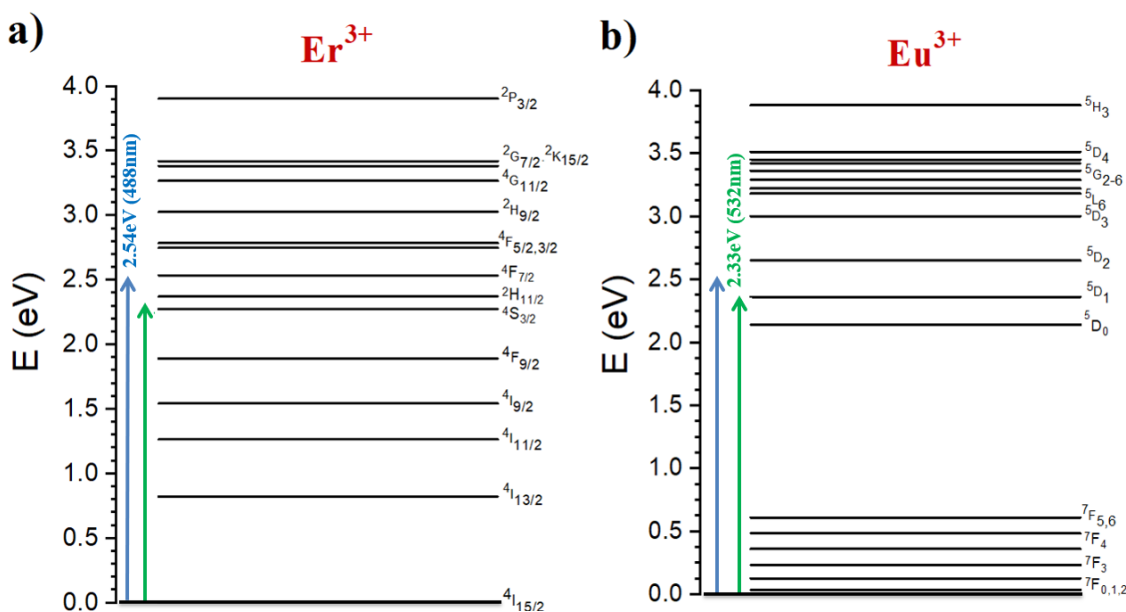 a)
Er³⁺
E (eV)
4.0
3.5
3.0
2.5
2.0
1.5
1.0
0.5
0.0
2.54eV (488nm)
²P₃/₂
²G₇/₂, ²K₁₅/₂
⁴G₁₁/₂
²H₉/₂
⁴F₅/₂,₃/₂
⁴F₇/₂
²H₁₁/₂
⁴S₃/₂
⁴F₉/₂
⁴I₉/₂
⁴I₁₁/₂
⁴I₁₃/₂
⁴I₁₅/₂
b)
Eu³⁺
E (eV)
4.0
3.5
3.0
2.5
2.0
1.5
1.0
0.5
0.0
2.33eV (532nm)
⁵H₃
⁵D₄
⁵G₂₋₆
⁵L₆
⁵D₃
⁵D₂
⁵D₁
⁵D₀
⁷F₅,₆
⁷F₄
⁷F₃
⁷F₀,₁,₂